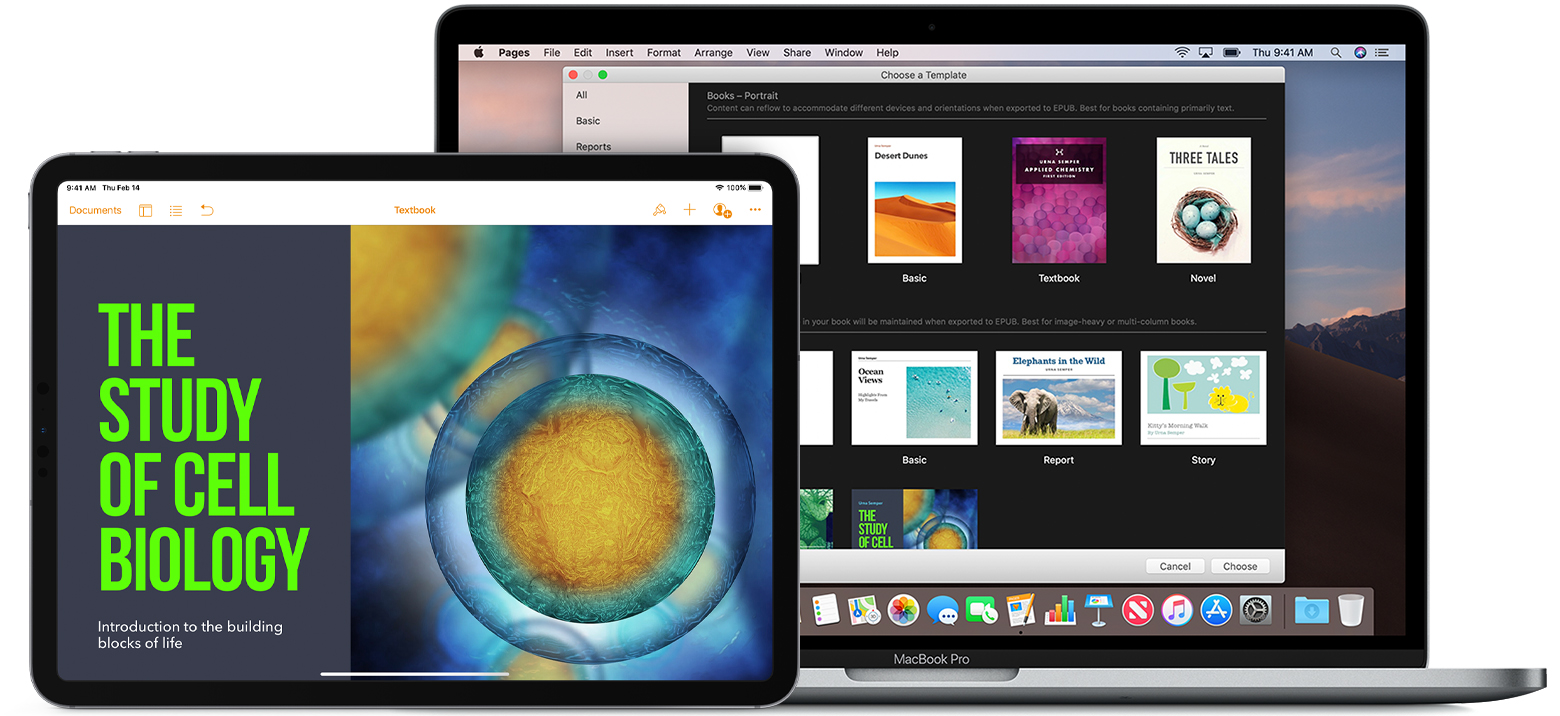 Pages File Edit Insert Format Arrange View Share Window Help Thu 9:41 AM
Choose a Template
All
Basic
Reports
Books – Portrait
Content can reflow to accommodate different devices and orientations when exported to EPUB. Best for books containing primarily text.
Urna Semper
Desert Dunes
URNA SEMPER
APPLIED CHEMISTRY
FIRST EDITION
THREE TALES
URNA SEMPER
Basic
Textbook
Novel
in your book will be maintained when exported to EPUB. Best for image-heavy or multi-column books.
Urna Semper
Ocean
Views
Highlights From
My Travels
Elephants in the Wild
URNA SEMPER
Kitty's Morning Walk
By Urna Semper
Basic
Report
Story
Urna Semper
THE
STUDY
OF CELL
Cancel
Choose
MacBook Pro
9:41 AM Thu Feb 14
100%
Documents
Textbook
THE
STUDY
OF CELL
BIOLOGY
Introduction to the building
blocks of life